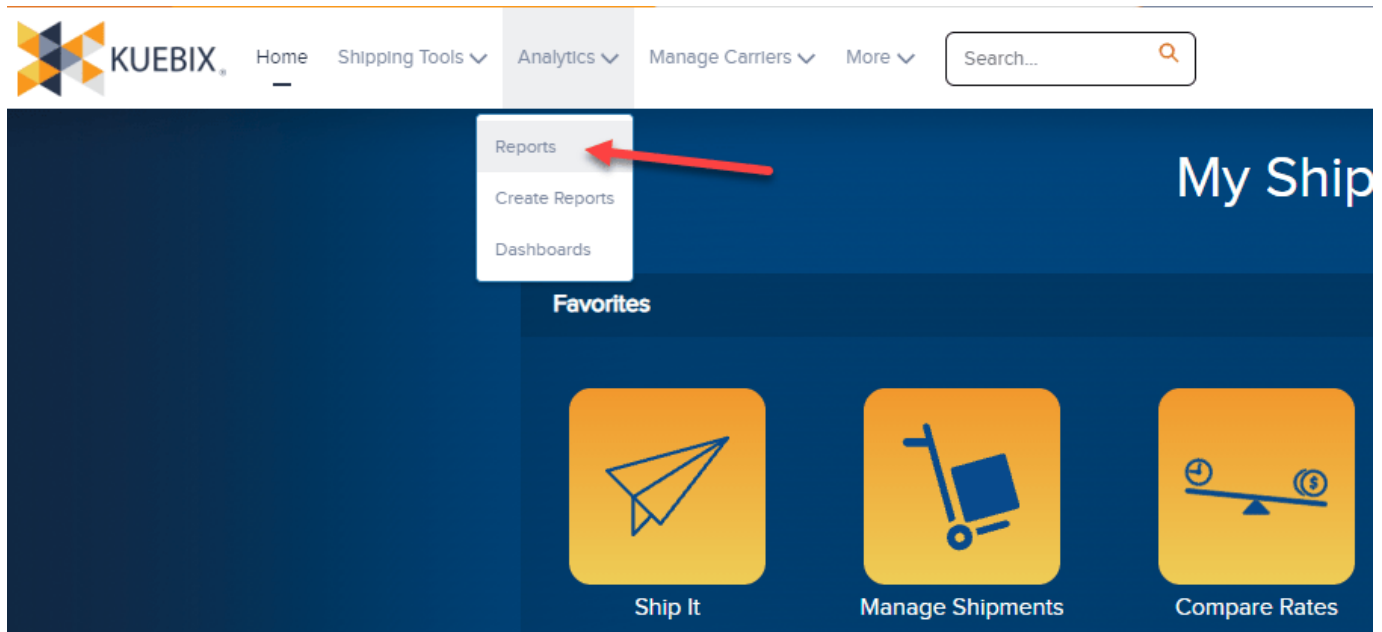 KUEBIX® Home Shipping Tools Analytics Manage Carriers More Search...
Reports
Create Reports
Dashboards
My Ship
Favorites
$
Ship It Manage Shipments Compare Rates